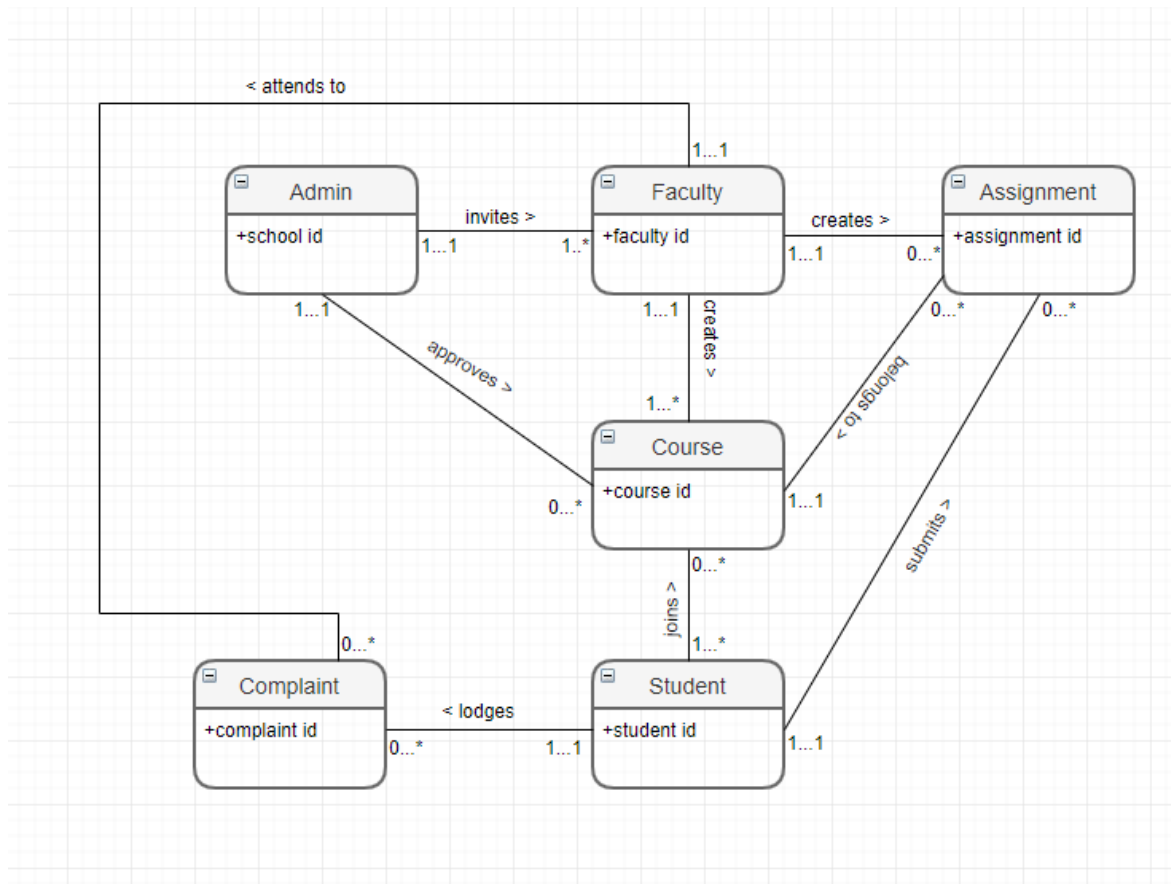 < attends to
1...1
Admin
+school id
invites >
1...1
1..*
Faculty
+faculty id
creates >
1...1
0...*
Assignment
+assignment id
1...1
approves >
0...*
1...1
creates >
1...*
0...*
belongs to >
1...1
0...*
submits >
1...1
Course
+course id
0...*
joins >
1...*
0...*
Complaint
+complaint id
< lodges
0...*
1...1
Student
+student id